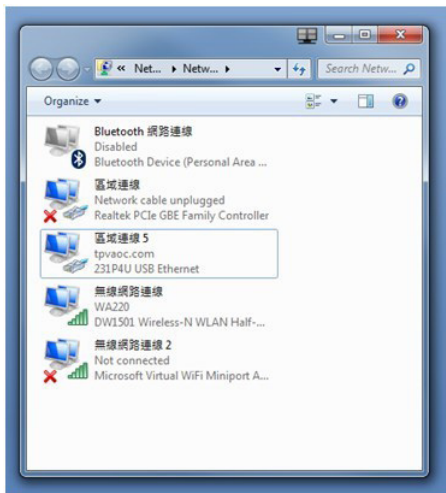 « Net... ▸ Netw... ▸
Search Netw...
Organize
Bluetooth 網路連線
Disabled
Bluetooth Device (Personal Area ...
區域連線
Network cable unplugged
Realtek PCIe GBE Family Controller
區域連線 5
tpvaoc.com
231P4U USB Ethernet
無線網路連線
WA220
DW1501 Wireless-N WLAN Half-...
無線網路連線 2
Not connected
Microsoft Virtual WiFi Miniport A...